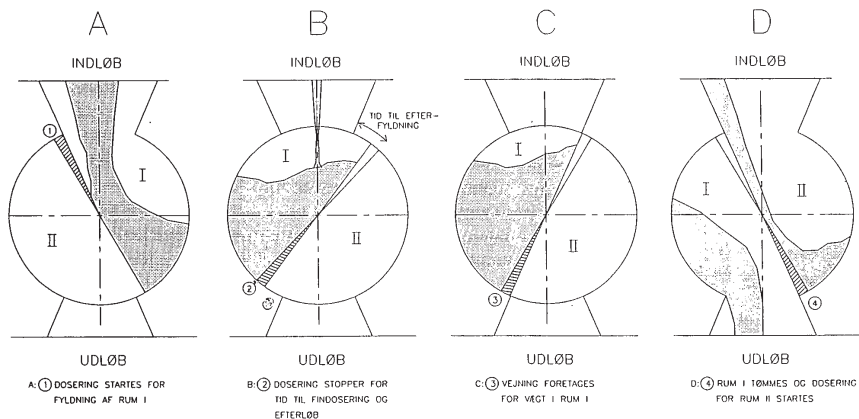 A
B
C
D
INDLØB
INDLØB
INDLØB
INDLØB
TID TIL EFTER-
FYLDNING
1
I
II
I
II
2
I
II
3
I
II
4
UDLØB
UDLØB
UDLØB
UDLØB
A: 1 DOSERING STARTES FOR
FYLDNING AF RUM I
B: 2 DOSERING STOPPER FOR
TID TIL FINDOSERING OG
EFTERLØB
C: 3 VEJNING FORETAGES
FOR VÆGT I RUM I
D: 4 RUM I TØMMES OG DOSERING
FOR RUM II STARTES